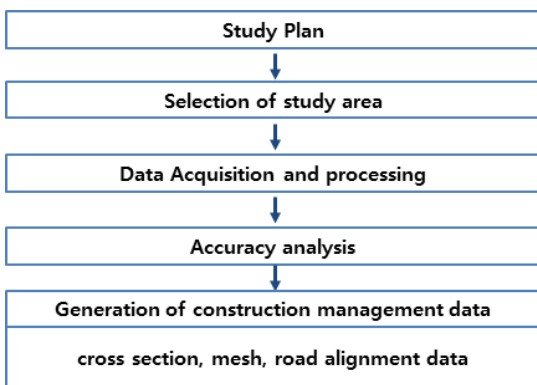 Study Plan
Selection of study area
Data Acquisition and processing
Accuracy analysis
Generation of construction management data
cross section, mesh, road alignment data